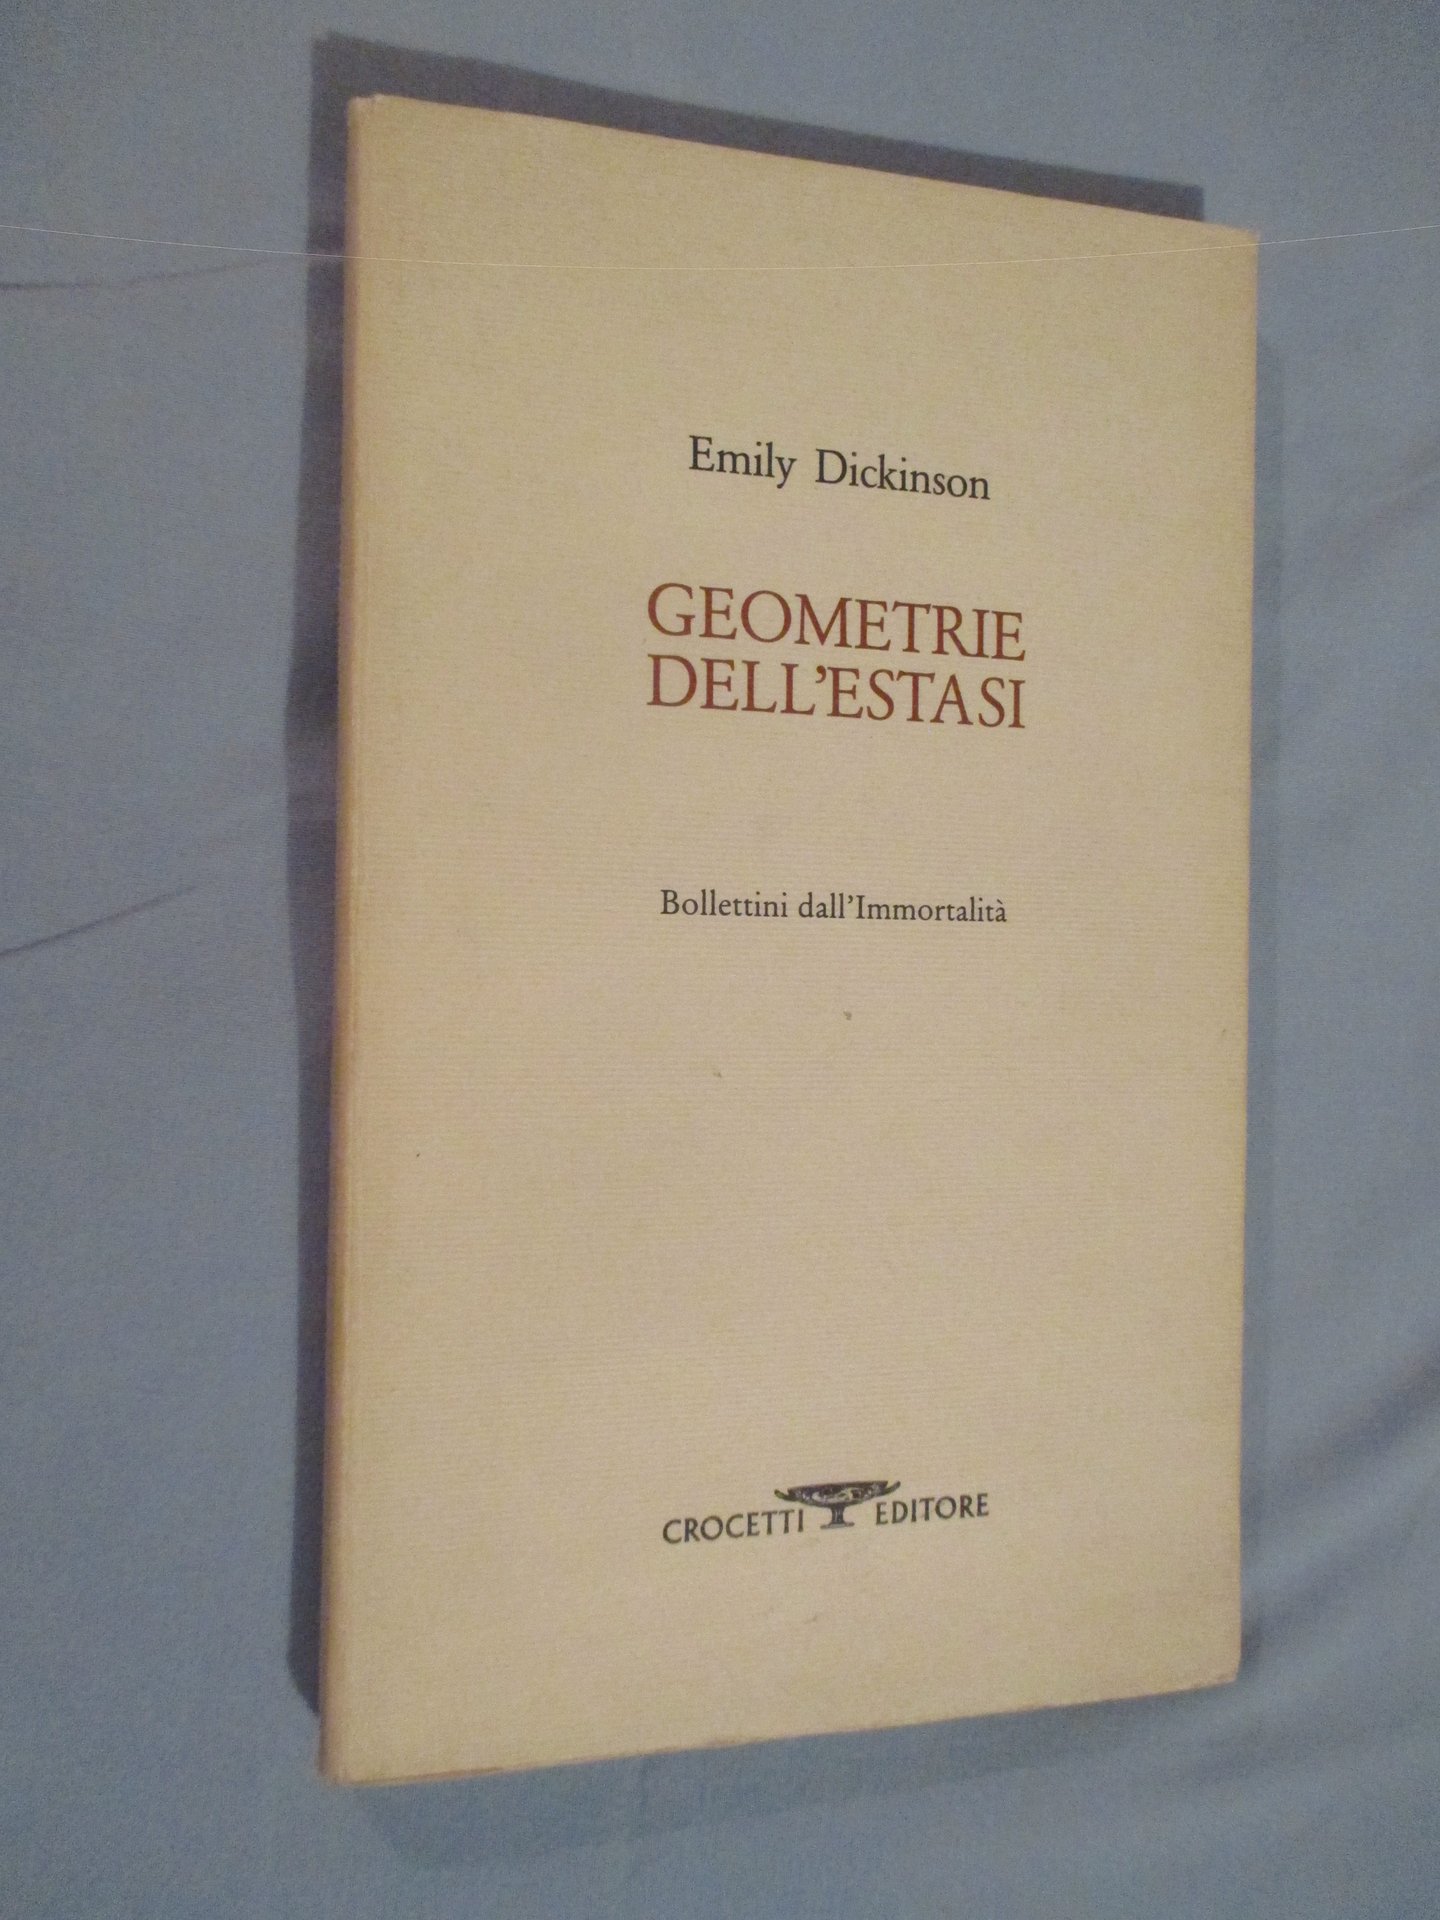 Emily Dickinson
GEOMETRIE
DELL'ESTASI
Bollettini dall'Immortalità
CROCETTI EDITORE